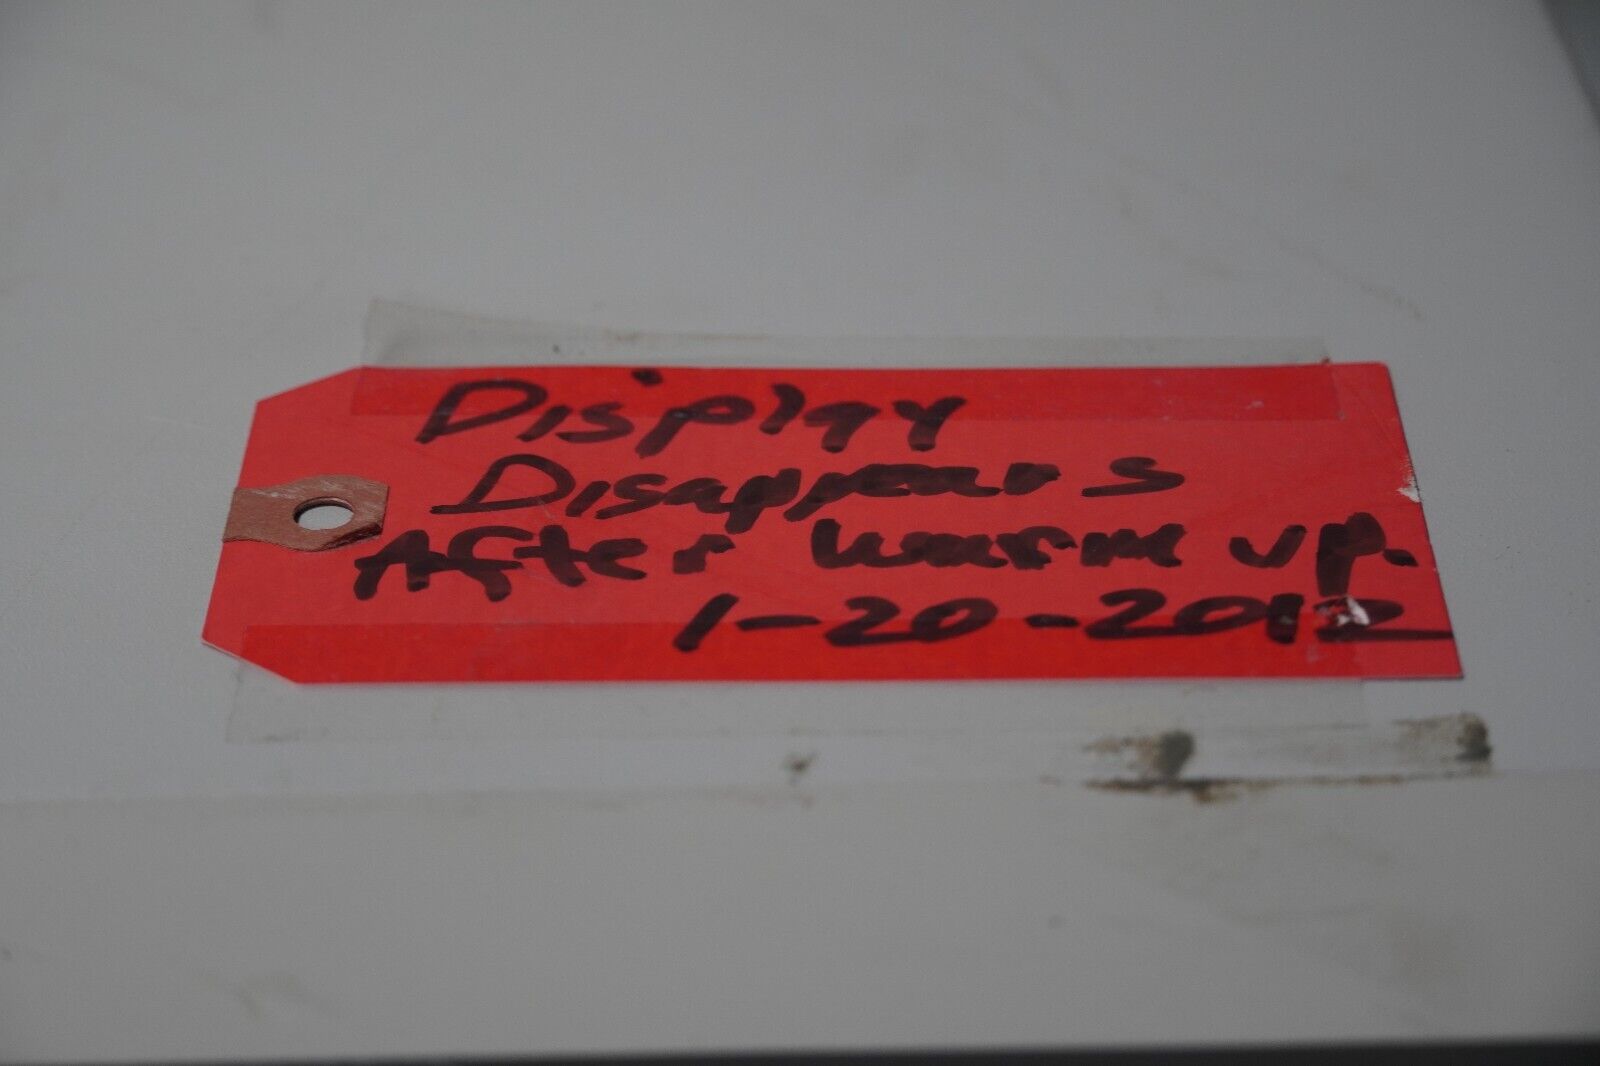 Display
Disappears
After warm up.
1-20-2012